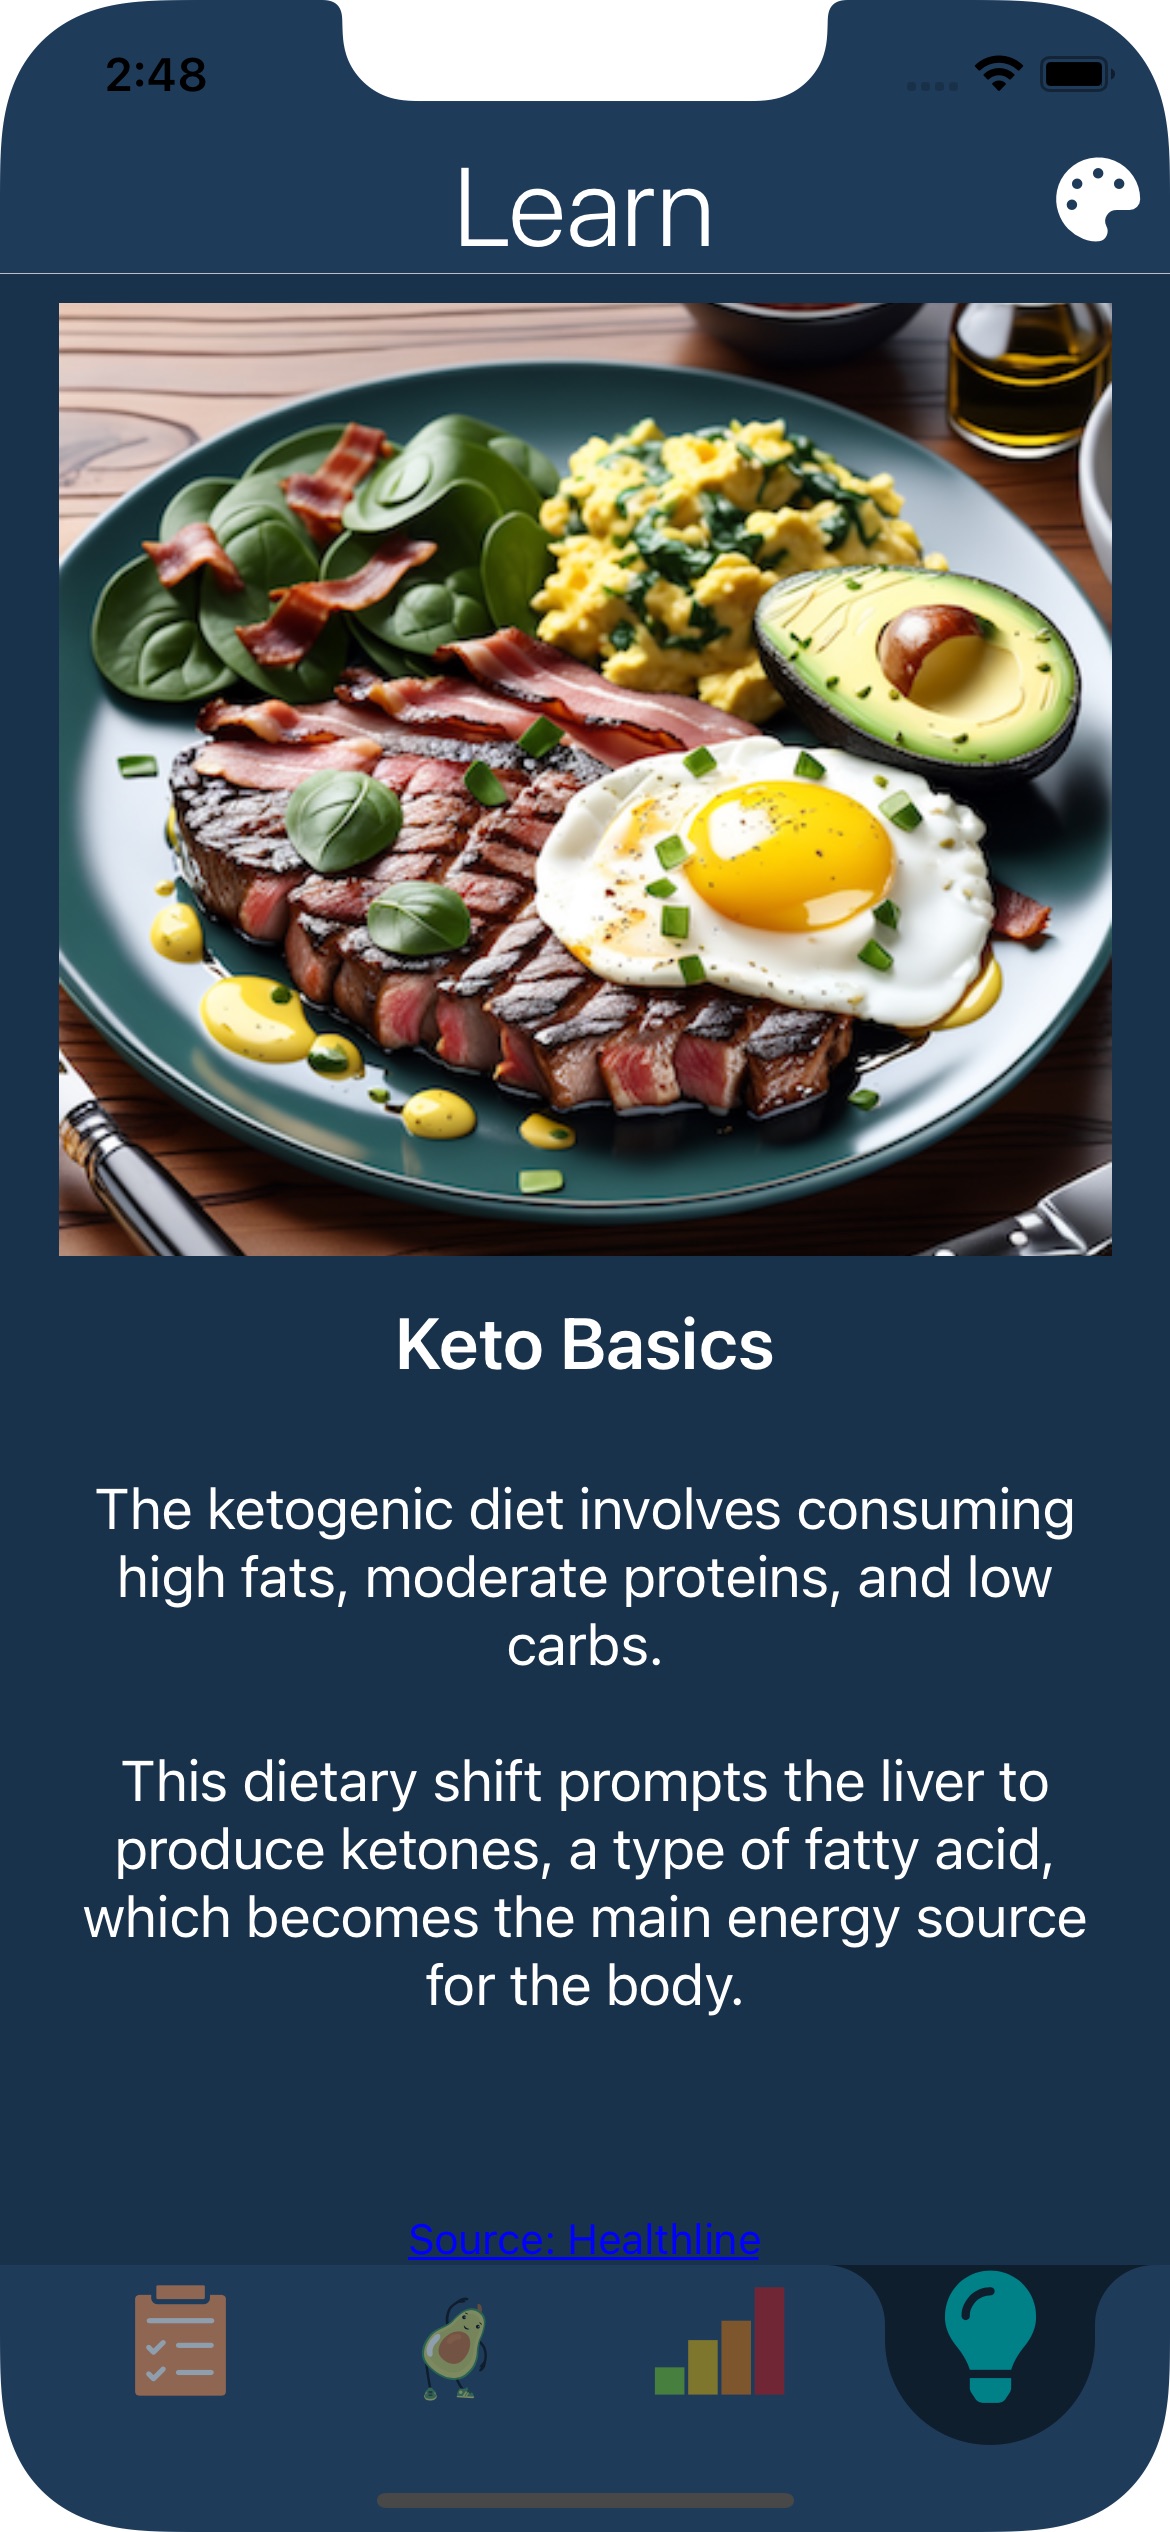 2:48
Learn
Keto Basics
The ketogenic diet involves consuming
high fats, moderate proteins, and low
carbs.
This dietary shift prompts the liver to
produce ketones, a type of fatty acid,
which becomes the main energy source
for the body.
Source: Healthline